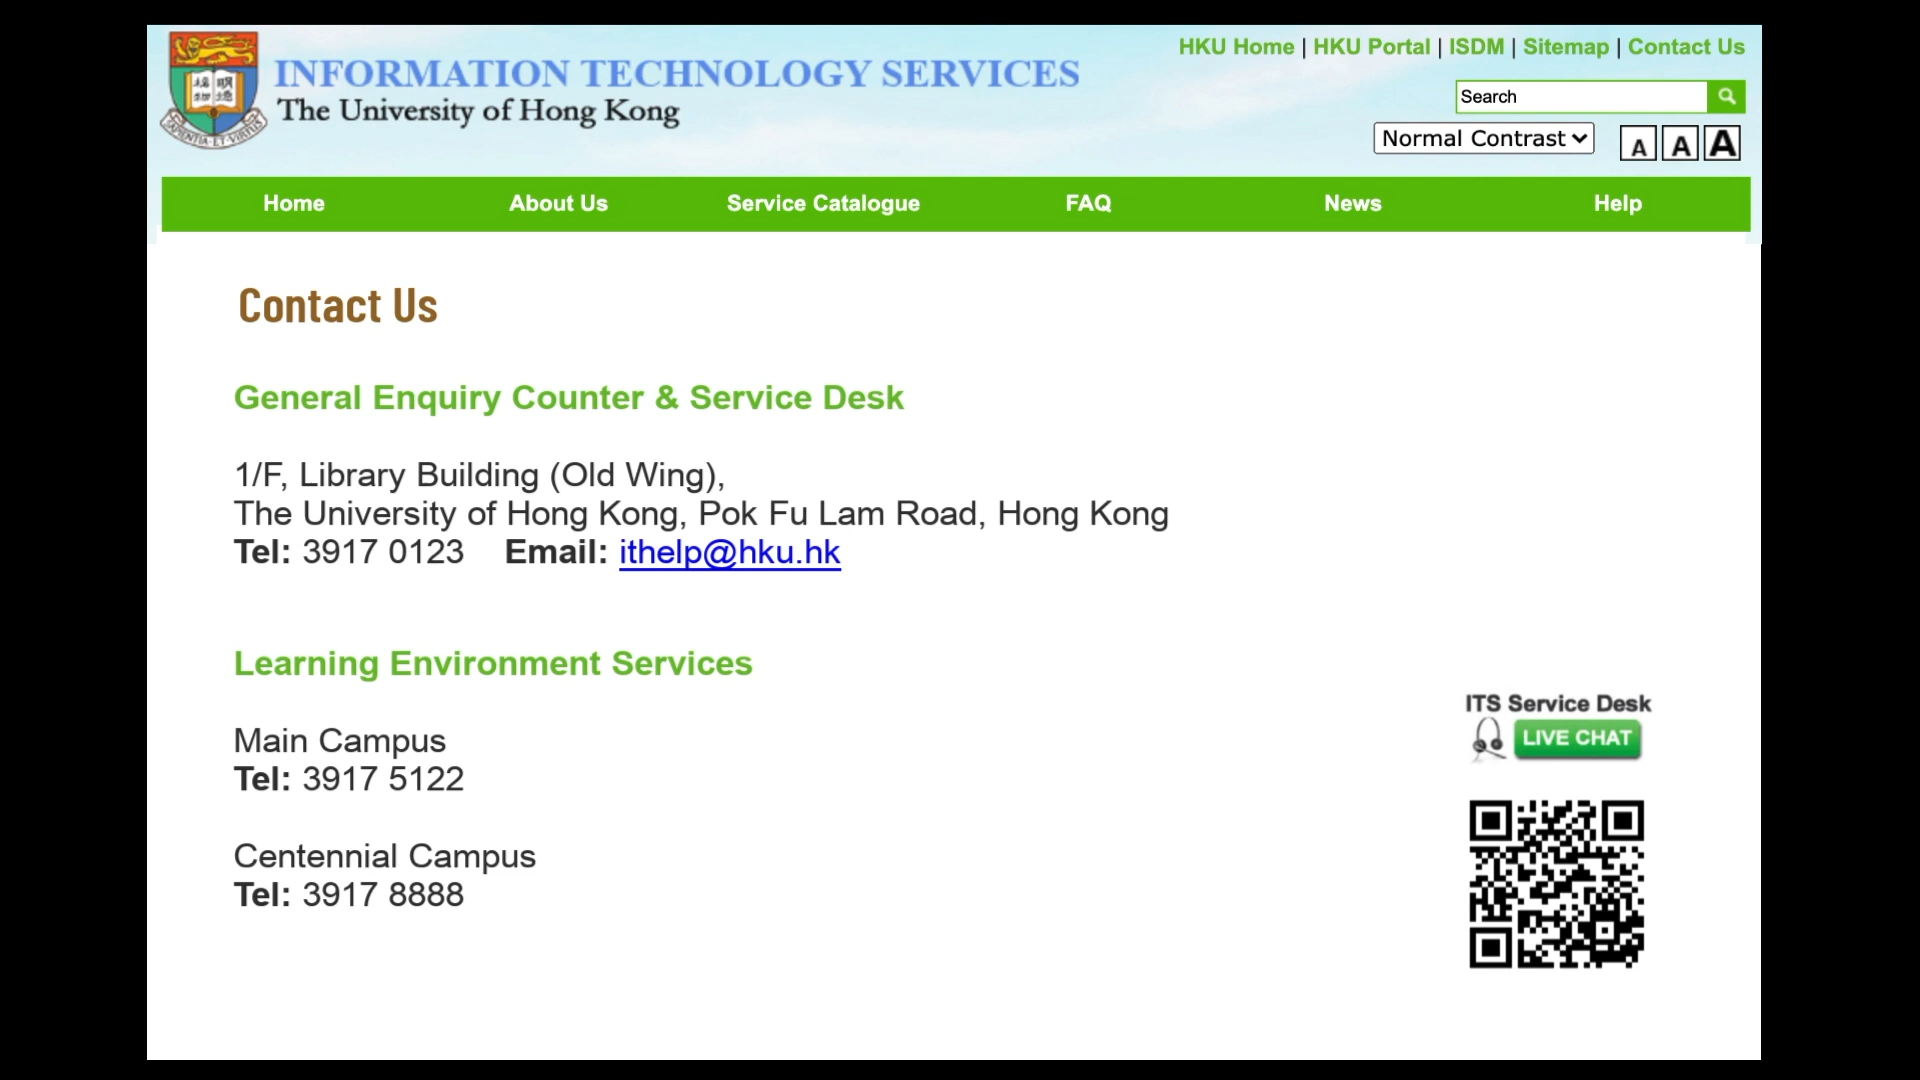 INFORMATION TECHNOLOGY SERVICES
The University of Hong Kong
HKU Home | HKU Portal | ISDM | Sitemap | Contact Us
Search
Normal Contrast
A A A
Home About Us Service Catalogue FAQ News Help
Contact Us
General Enquiry Counter & Service Desk
1/F, Library Building (Old Wing),
The University of Hong Kong, Pok Fu Lam Road, Hong Kong
Tel: 3917 0123 Email: ithelp@hku.hk
Learning Environment Services
Main Campus
Tel: 3917 5122
Centennial Campus
Tel: 3917 8888
ITS Service Desk
LIVE CHAT